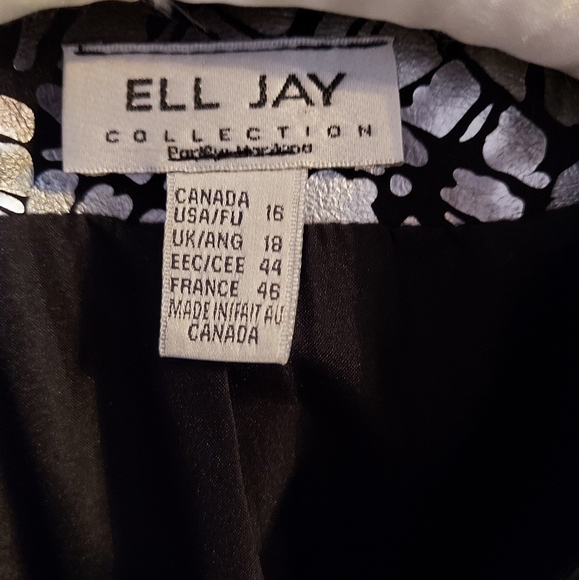 ELL JAY
COLLECTION
CANADA
USA/FU 16
UK/ANG 18
EEC/CEE 44
FRANCE 46
MADE IN/FAIT AU
CANADA